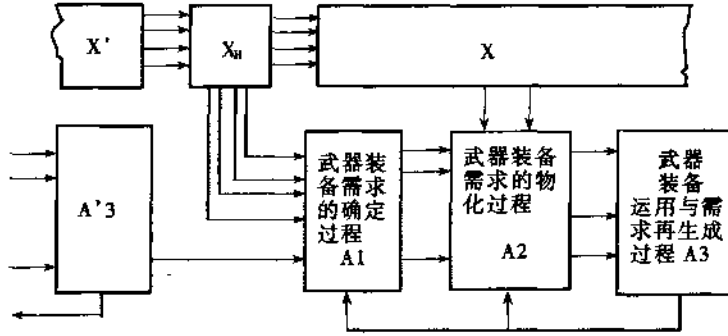 X'
X_H
X
A'3
武器装
备需求
的确定
过程
A1
武器装备
需求的物
化过程
A2
武器
装备
运用与需
求再生成
过程 A3